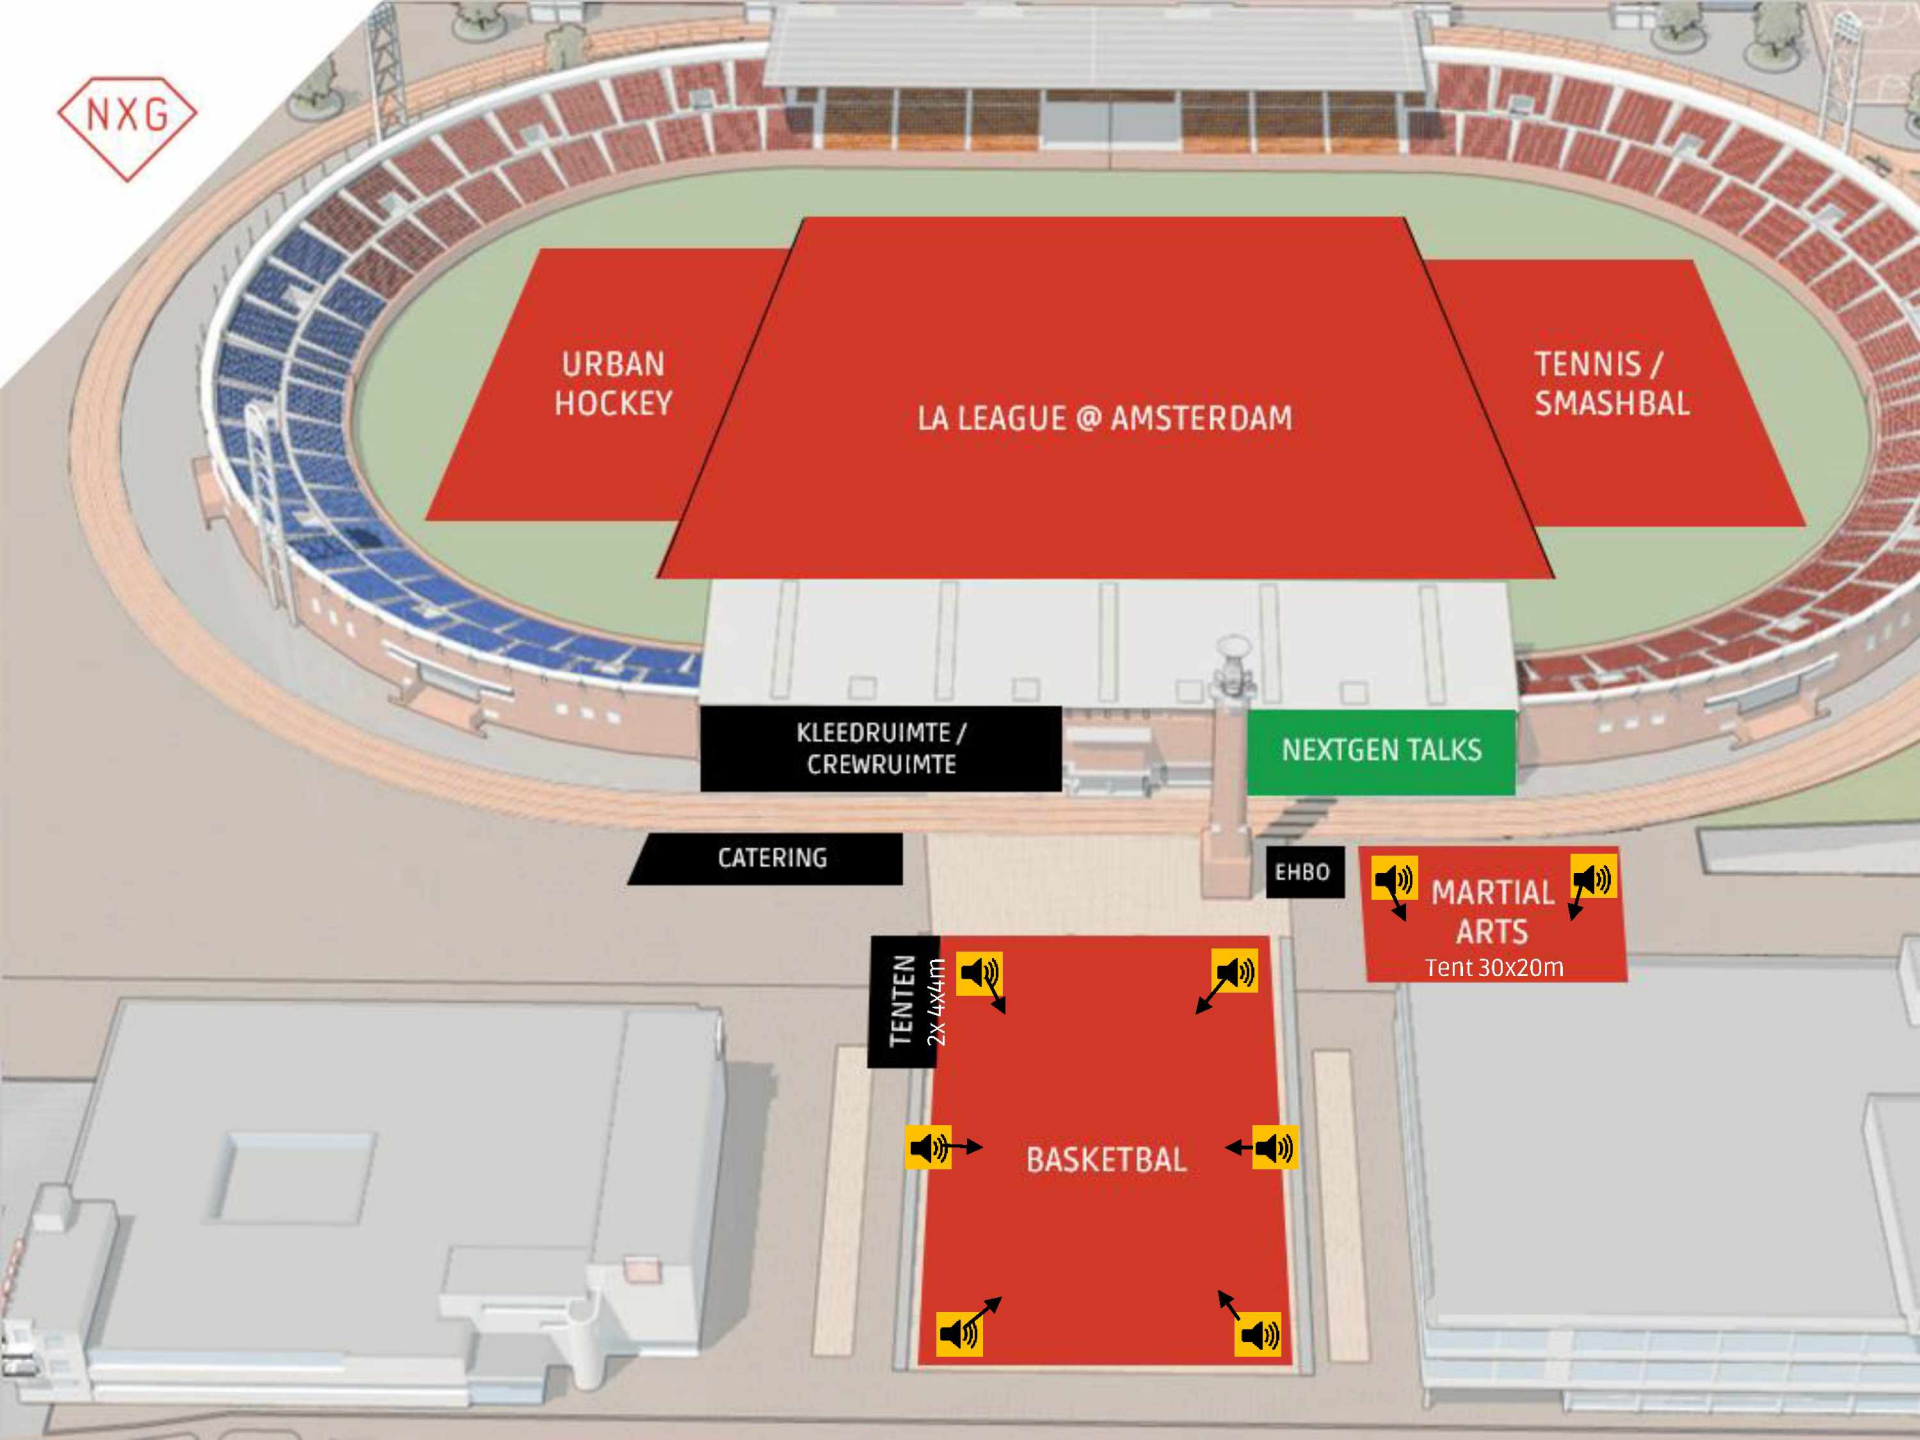 NXG
URBAN
HOCKEY
LA LEAGUE @ AMSTERDAM
TENNIS /
SMASHBAL
KLEEDRUIMTE /
CREWRUIMTE
NEXTGEN TALKS
CATERING
EHBO
MARTIAL
ARTS
Tent 30x20m
TENTEN
2x 4x4m
BASKETBAL